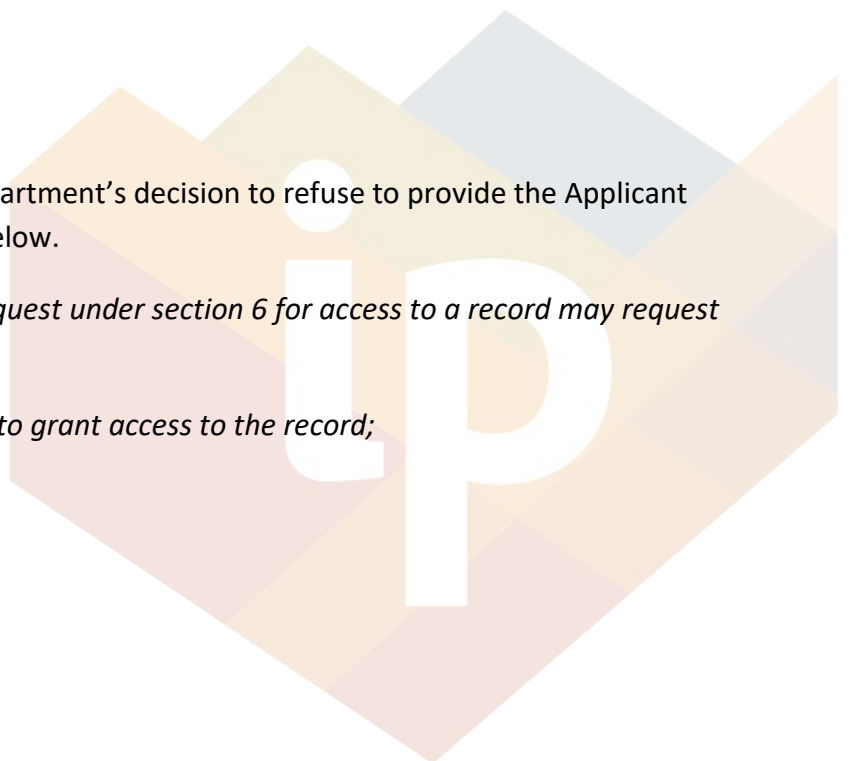 artment’s decision to refuse to provide the Applicant
elow.
quest under section 6 for access to a record may request
to grant access to the record;
ip